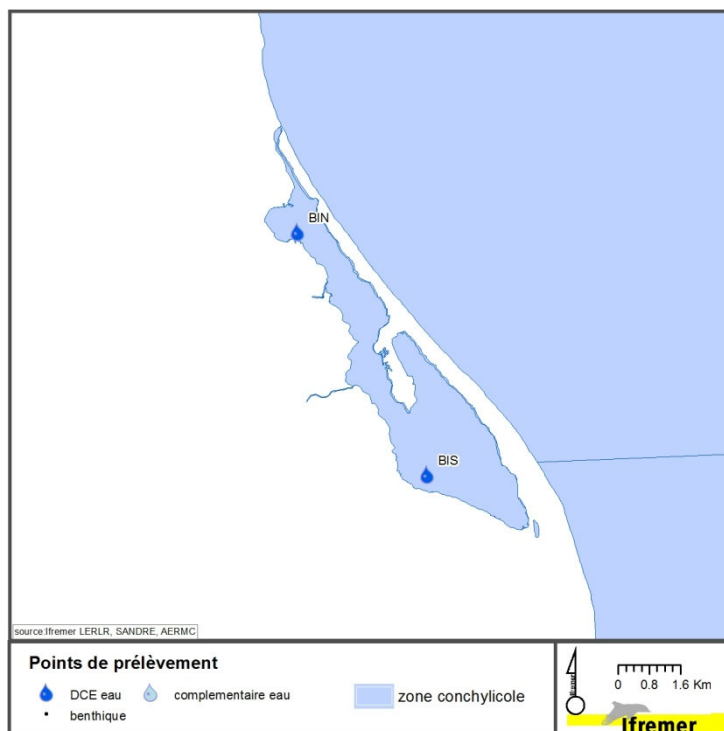 BIN
BIS
source:Ifremer LERLR, SANDRE, AERMC
Points de prélèvement
DCE eau
complementaire eau
zone conchylicole
benthique
0 0.8 1.6 Km
Ifremer